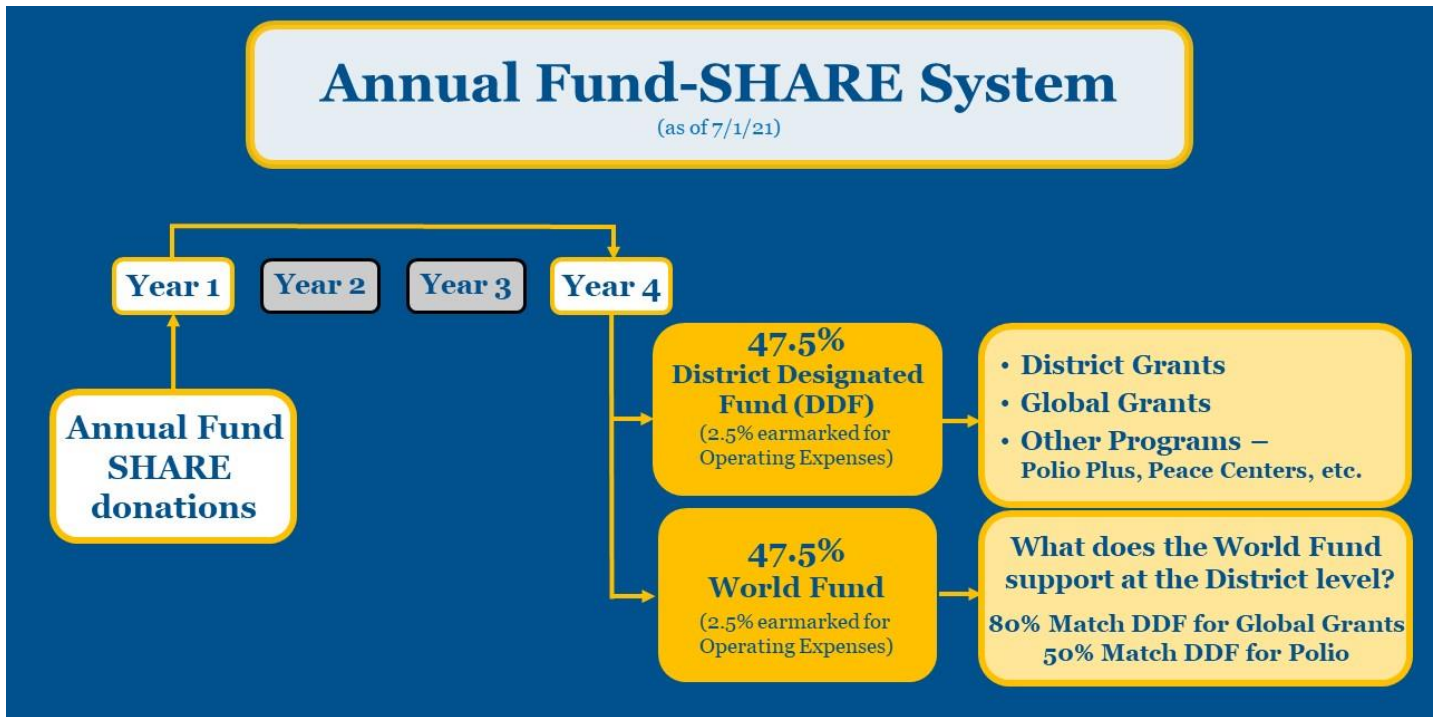 Annual Fund-SHARE System
(as of 7/1/21)
Year 1
Year 2
Year 3
Year 4
Annual Fund
SHARE
donations
47.5%
District Designated
Fund (DDF)
(2.5% earmarked for
Operating Expenses)
• District Grants
• Global Grants
• Other Programs –
Polio Plus, Peace Centers, etc.
47.5%
World Fund
(2.5% earmarked for
Operating Expenses)
What does the World Fund
support at the District level?
80% Match DDF for Global Grants
50% Match DDF for Polio